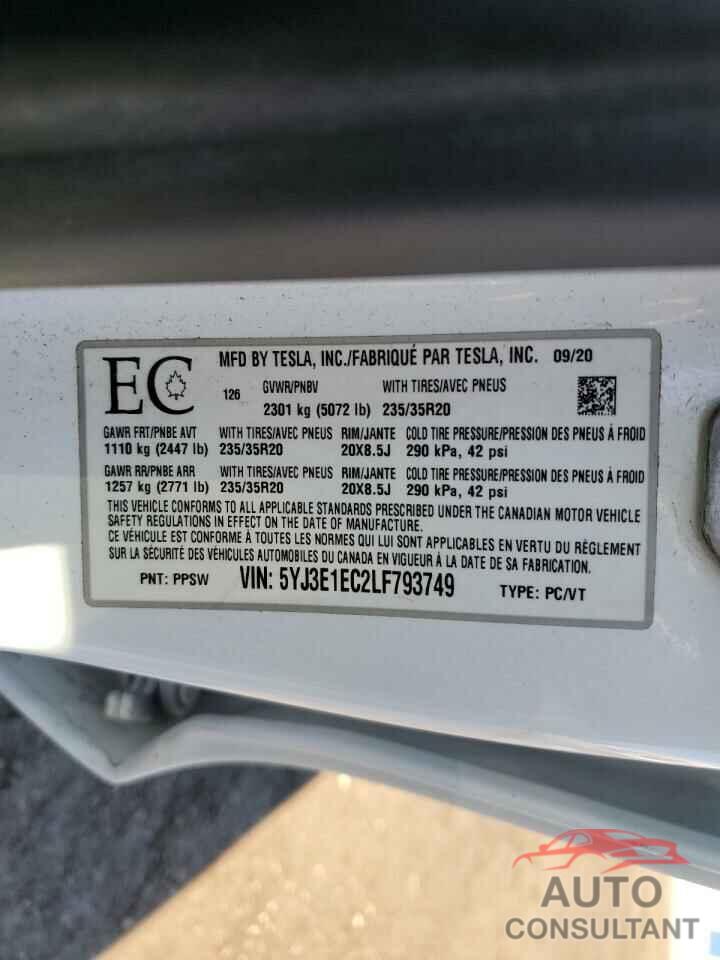 EC
MFD BY TESLA, INC./FABRIQUÉ PAR TESLA, INC. 09/20
126 GVWR/PNBV WITH TIRES/AVEC PNEUS
2301 kg (5072 lb) 235/35R20
GAWR FRT/PNBE AVT WITH TIRES/AVEC PNEUS RIM/JANTE COLD TIRE PRESSURE/PRESSION DES PNEUS À FROID
1110 kg (2447 lb) 235/35R20 20X8.5J 290 kPa, 42 psi
GAWR RR/PNBE ARR WITH TIRES/AVEC PNEUS RIM/JANTE COLD TIRE PRESSURE/PRESSION DES PNEUS À FROID
1257 kg (2771 lb) 235/35R20 20X8.5J 290 kPa, 42 psi
THIS VEHICLE CONFORMS TO ALL APPLICABLE STANDARDS PRESCRIBED UNDER THE CANADIAN MOTOR VEHICLE
SAFETY REGULATIONS IN EFFECT ON THE DATE OF MANUFACTURE.
CE VÉHICULE EST CONFORME À TOUTES LES NORMES QUI LUI SONT APPLICABLES EN VERTU DU RÈGLEMENT
SUR LA SÉCURITÉ DES VÉHICULES AUTOMOBILES DU CANADA EN VIGUEUR À LA DATE DE SA FABRICATION.
PNT: PPSW VIN: 5YJ3E1EC2LF793749 TYPE: PC/VT
AUTO
CONSULTANT